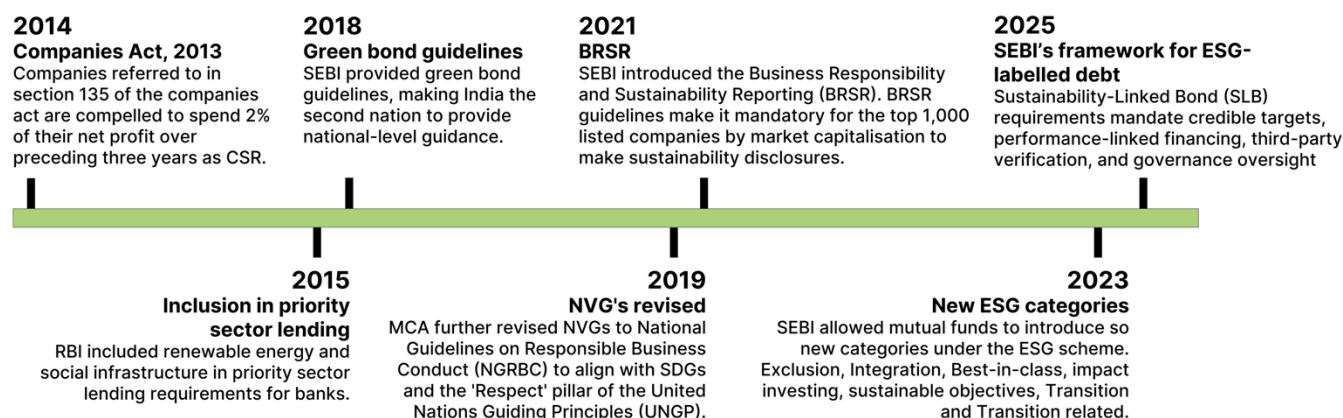 2014
Companies Act, 2013
Companies referred to in
section 135 of the companies
act are compelled to spend 2%
of their net profit over
preceding three years as CSR.
2018
Green bond guidelines
SEBI provided green bond
guidelines, making India the
second nation to provide
national-level guidance.
2021
BRSR
SEBI introduced the Business Responsibility
and Sustainability Reporting (BRSR). BRSR
guidelines make it mandatory for the top 1,000
listed companies by market capitalisation to
make sustainability disclosures.
2025
SEBI's framework for ESG-
labelled debt
Sustainability-Linked Bond (SLB)
requirements mandate credible targets,
performance-linked financing, third-party
verification, and governance oversight
2015
Inclusion in priority
sector lending
RBI included renewable energy and
social infrastructure in priority sector
lending requirements for banks.
2019
NVG's revised
MCA further revised NVGs to National
Guidelines on Responsible Business
Conduct (NGRBC) to align with SDGs
and the 'Respect' pillar of the United
Nations Guiding Principles (UNGP).
2023
New ESG categories
SEBI allowed mutual funds to introduce so
new categories under the ESG scheme.
Exclusion, Integration, Best-in-class, impact
investing, sustainable objectives, Transition
and Transition related.